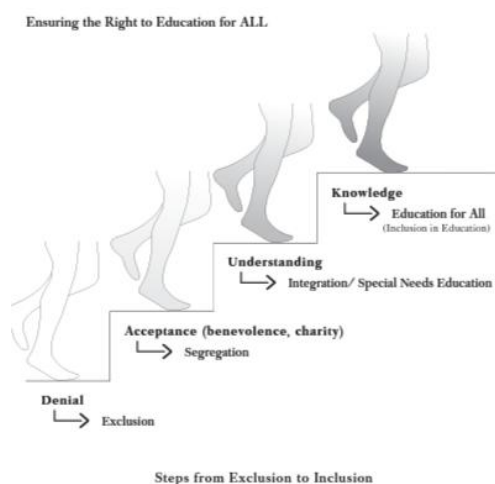 Ensuring the Right to Education for ALL
Knowledge
Education for All
(Inclusion in Education)
Understanding
Integration/ Special Needs Education
Acceptance (benevolence, charity)
Segregation
Denial
Exclusion
Steps from Exclusion to Inclusion